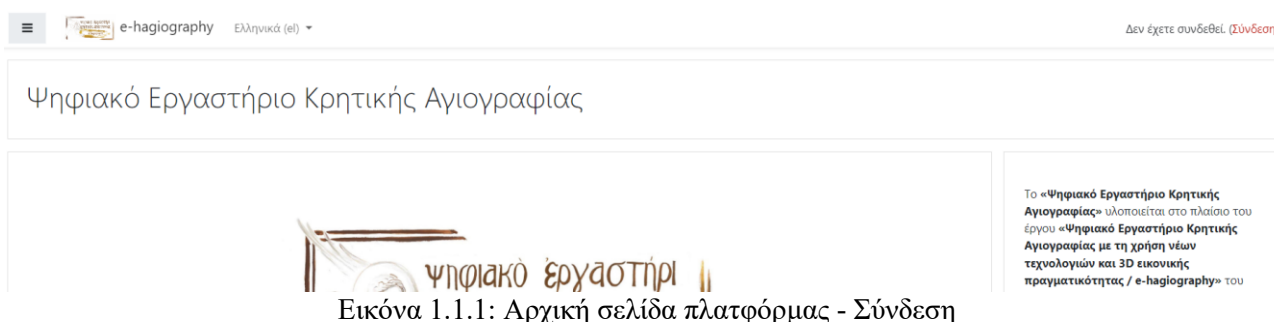 e-hagiography Ελληνικά (el) Δεν έχετε συνδεθεί. (Σύνδεση
Ψηφιακό Εργαστήριο Κρητικής Αγιογραφίας
Το «Ψηφιακό Εργαστήριο Κρητικής
Αγιογραφίας» υλοποιείται στο πλαίσιο του
έργου «Ψηφιακό Εργαστήριο Κρητικής
Αγιογραφίας με τη χρήση νέων
τεχνολογιών και 3D εικονικής
πραγματικότητας / e-hagiography» του
ψηφιακὸ ἐργαστήρι
Εικόνα 1.1.1: Αρχική σελίδα πλατφόρμας - Σύνδεση